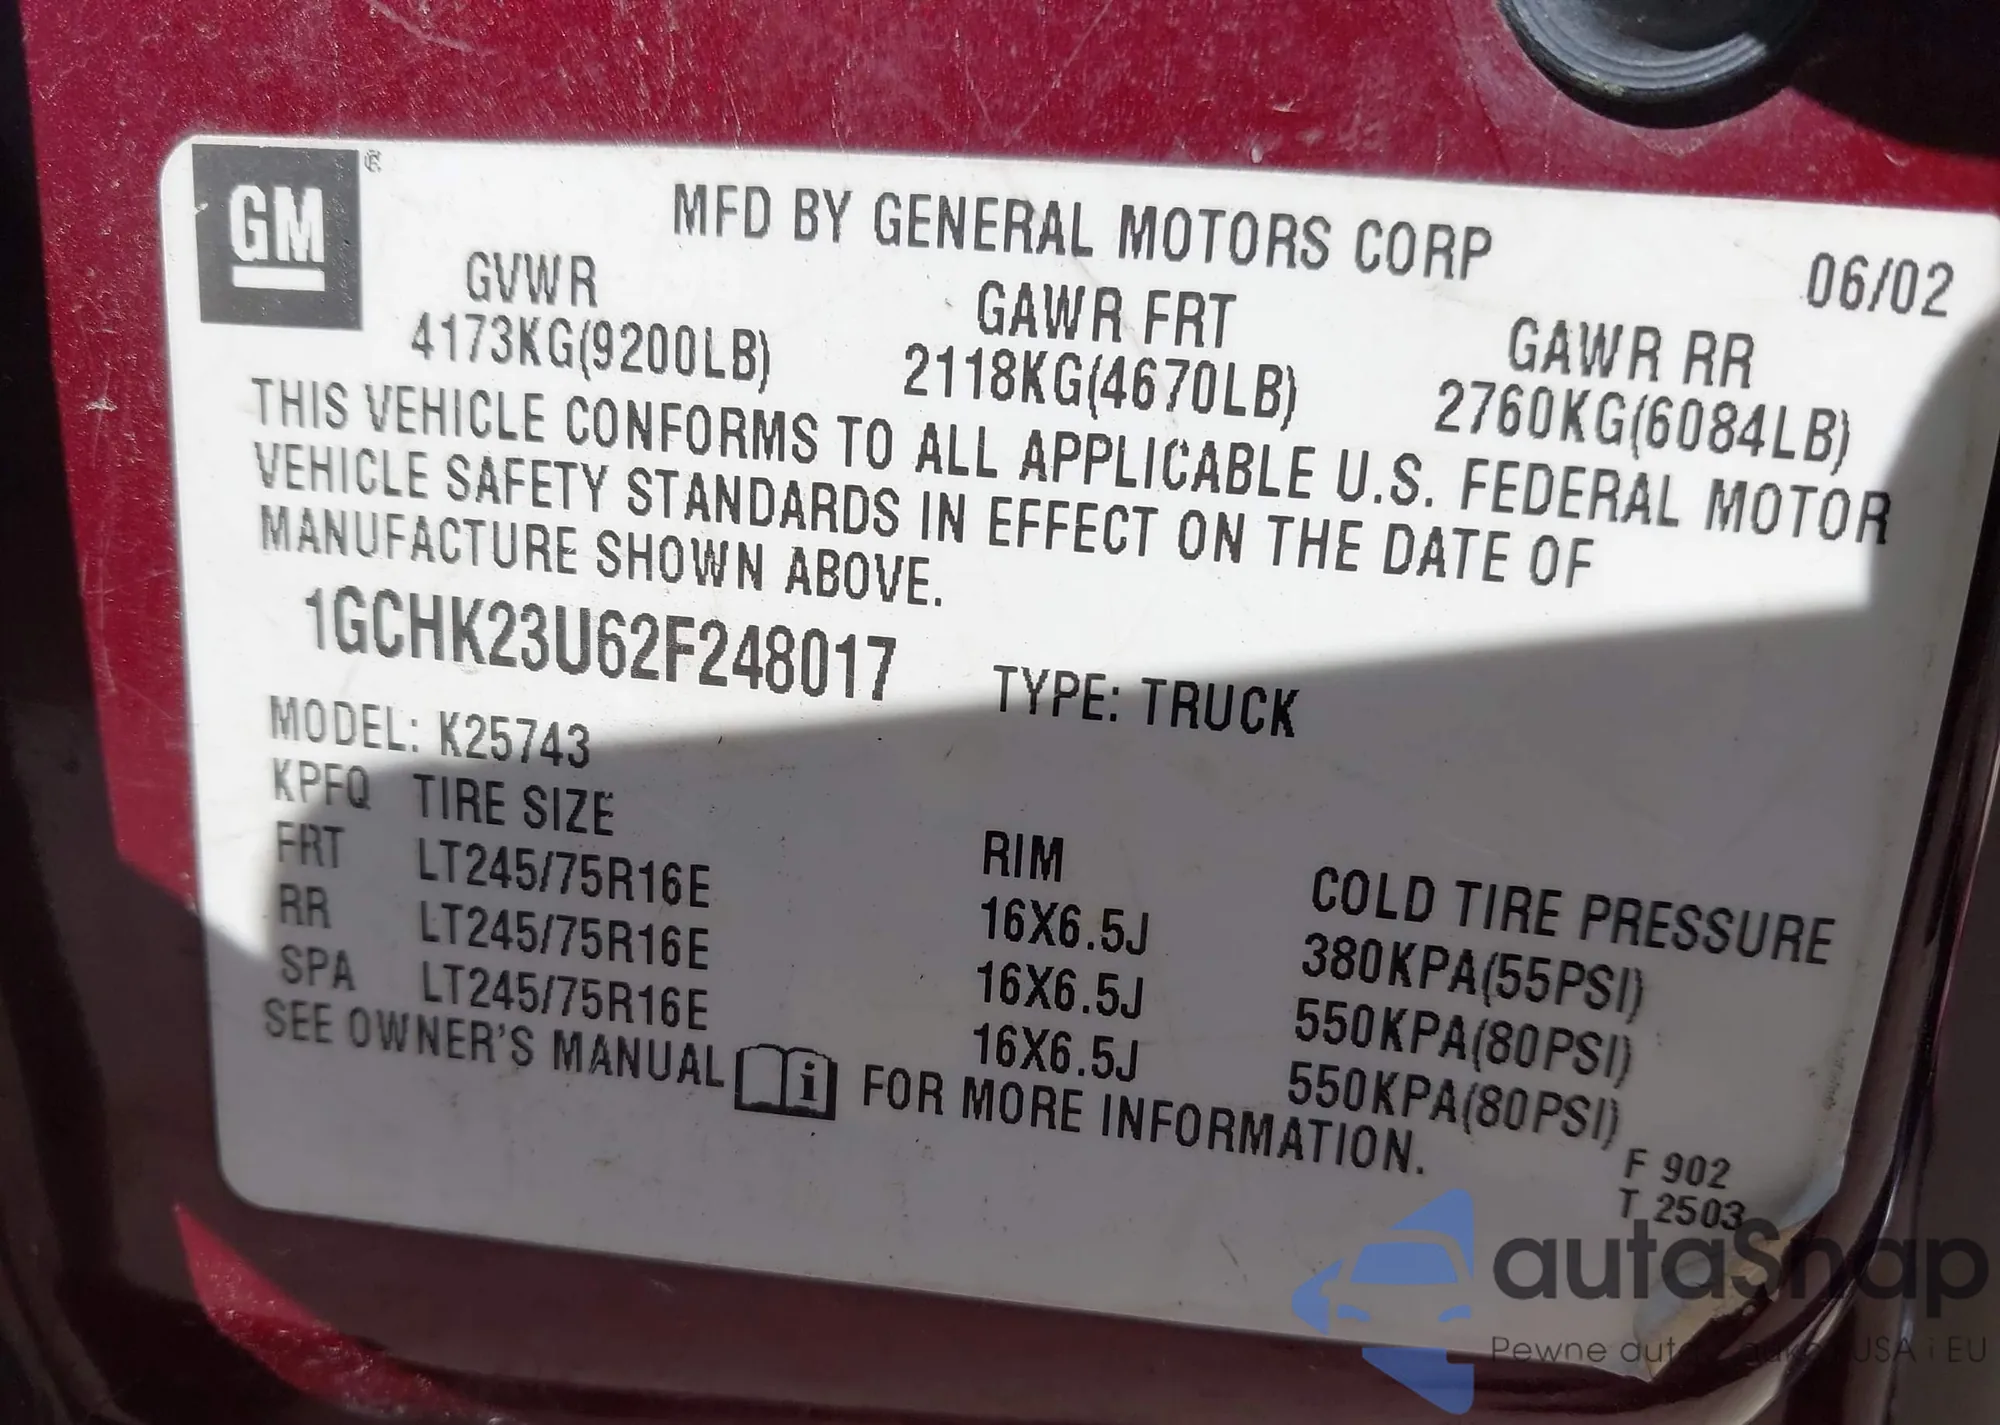 GM
MFD BY GENERAL MOTORS CORP 06/02
GVWR GAWR FRT GAWR RR
4173KG(9200LB) 2118KG(4670LB) 2760KG(6084LB)
THIS VEHICLE CONFORMS TO ALL APPLICABLE U.S. FEDERAL MOTOR
VEHICLE SAFETY STANDARDS IN EFFECT ON THE DATE OF
MANUFACTURE SHOWN ABOVE.
1GCHK23U62F248017 TYPE: TRUCK
MODEL: K25743
KPFQ TIRE SIZE RIM COLD TIRE PRESSURE
FRT LT245/75R16E 16X6.5J 380KPA(55PSI)
RR LT245/75R16E 16X6.5J 550KPA(80PSI)
SPA LT245/75R16E 16X6.5J 550KPA(80PSI)
SEE OWNER'S MANUAL i FOR MORE INFORMATION.
F 902
T 2503
autaSnap
Pewne USA i EU